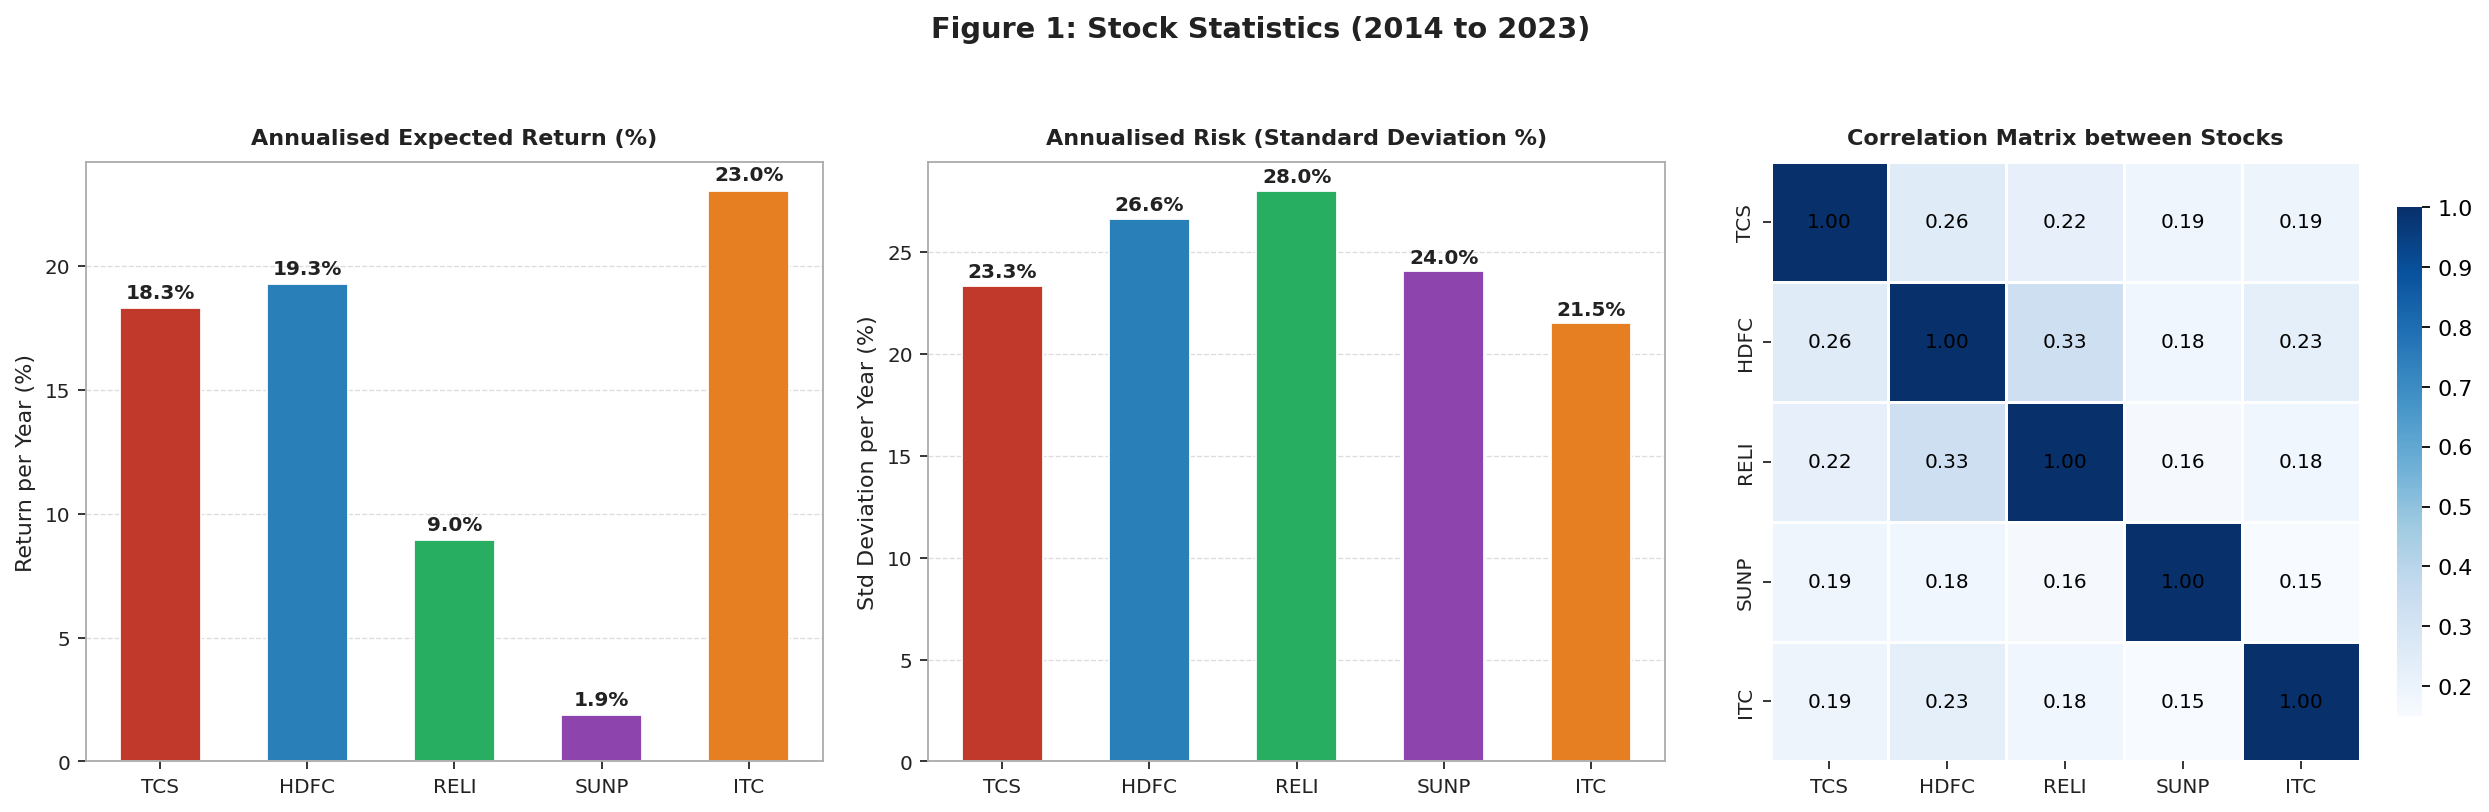 Figure 1: Stock Statistics (2014 to 2023)
Annualised Expected Return (%)
Return per Year (%)
20
15
10
5
0
18.3%
19.3%
9.0%
1.9%
23.0%
TCS HDFC RELI SUNP ITC
Annualised Risk (Standard Deviation %)
Std Deviation per Year (%)
25
20
15
10
5
0
23.3%
26.6%
28.0%
24.0%
21.5%
TCS HDFC RELI SUNP ITC
Correlation Matrix between Stocks
TCS 1.00 0.26 0.22 0.19 0.19
HDFC 0.26 1.00 0.33 0.18 0.23
RELI 0.22 0.33 1.00 0.16 0.18
SUNP 0.19 0.18 0.16 1.00 0.15
ITC 0.19 0.23 0.18 0.15 1.00
TCS HDFC RELI SUNP ITC
1.0
0.9
0.8
0.7
0.6
0.5
0.4
0.3
0.2